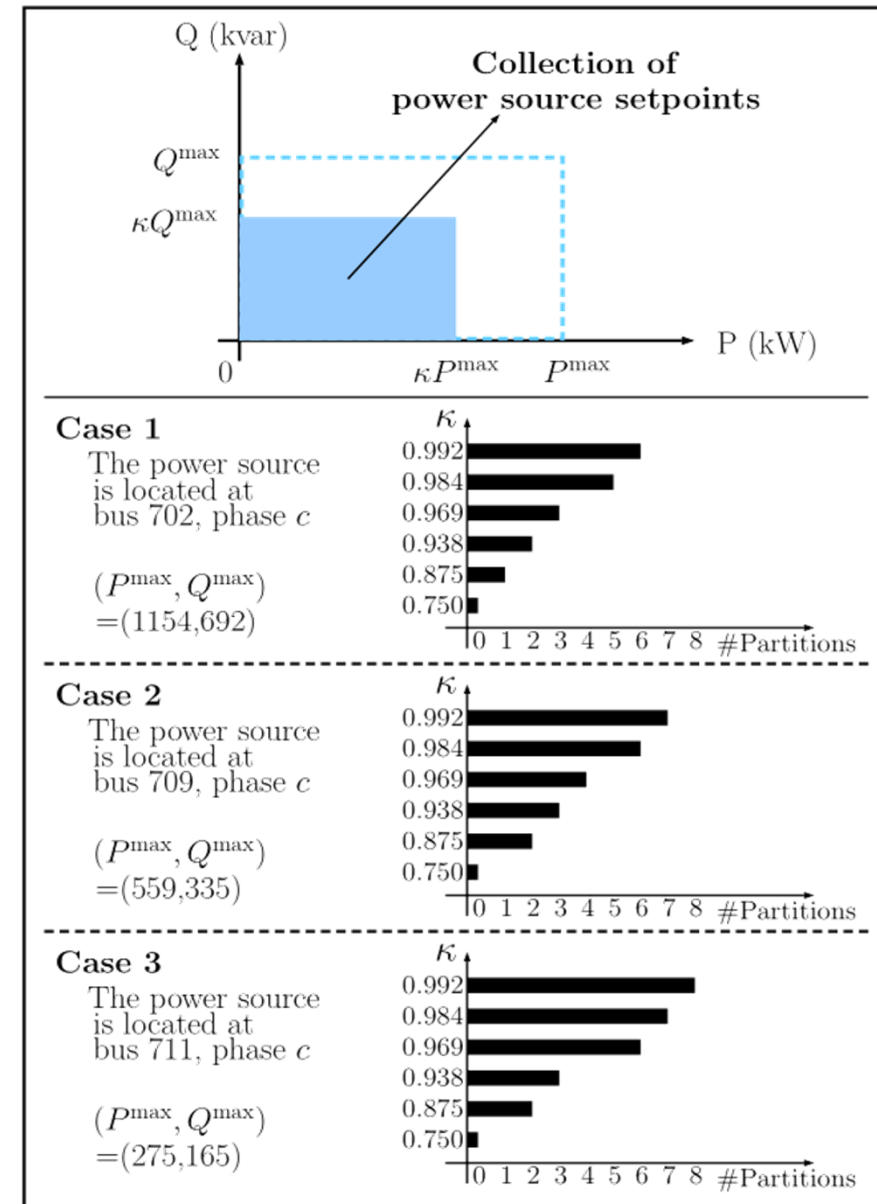 Q (kvar)
Collection of
power source setpoints
Q^max
κQ^max
P (kW)
0
κP^max
P^max
Case 1
The power source
is located at
bus 702, phase c
(P^max, Q^max)
=(1154,692)
κ
0.992
0.984
0.969
0.938
0.875
0.750
0 1 2 3 4 5 6 7 8 #Partitions
Case 2
The power source
is located at
bus 709, phase c
(P^max, Q^max)
=(559,335)
κ
0.992
0.984
0.969
0.938
0.875
0.750
0 1 2 3 4 5 6 7 8 #Partitions
Case 3
The power source
is located at
bus 711, phase c
(P^max, Q^max)
=(275,165)
κ
0.992
0.984
0.969
0.938
0.875
0.750
0 1 2 3 4 5 6 7 8 #Partitions